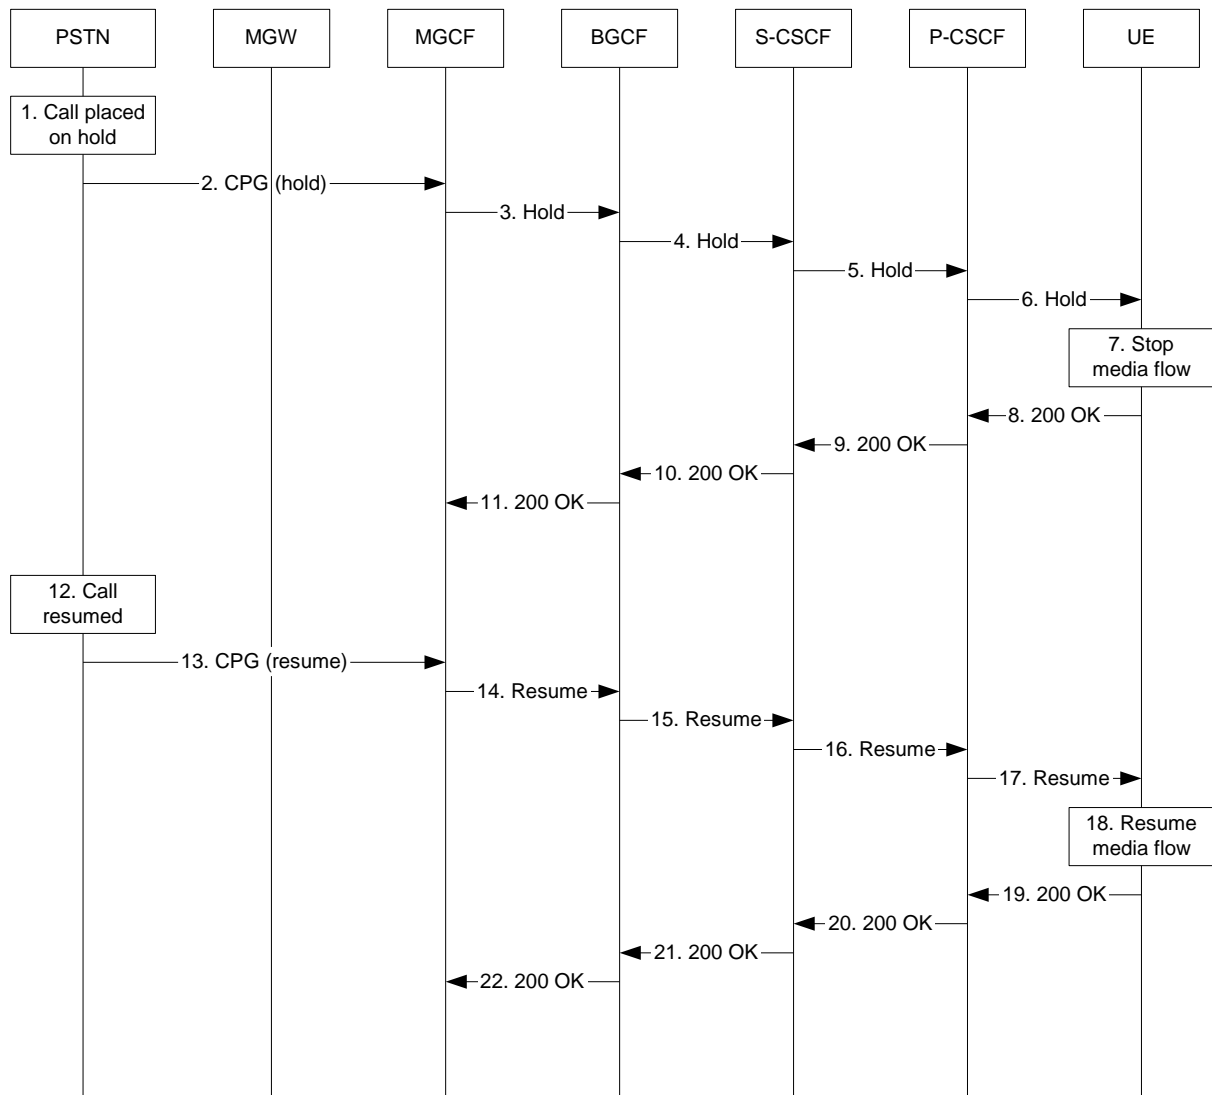 PSTN
MGW
MGCF
BGCF
S-CSCF
P-CSCF
UE
1. Call placed
on hold
2. CPG (hold)
3. Hold
4. Hold
5. Hold
6. Hold
7. Stop
media flow
8. 200 OK
9. 200 OK
10. 200 OK
11. 200 OK
12. Call
resumed
13. CPG (resume)
14. Resume
15. Resume
16. Resume
17. Resume
18. Resume
media flow
19. 200 OK
20. 200 OK
21. 200 OK
22. 200 OK